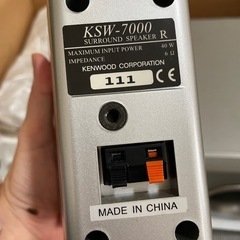 KSW-7000
SURROUND SPEAKER R
MAXIMUM INPUT POWER 40 W
IMPEDANCE 6 Ω
KENWOOD CORPORATION
111 CE
MADE IN CHINA